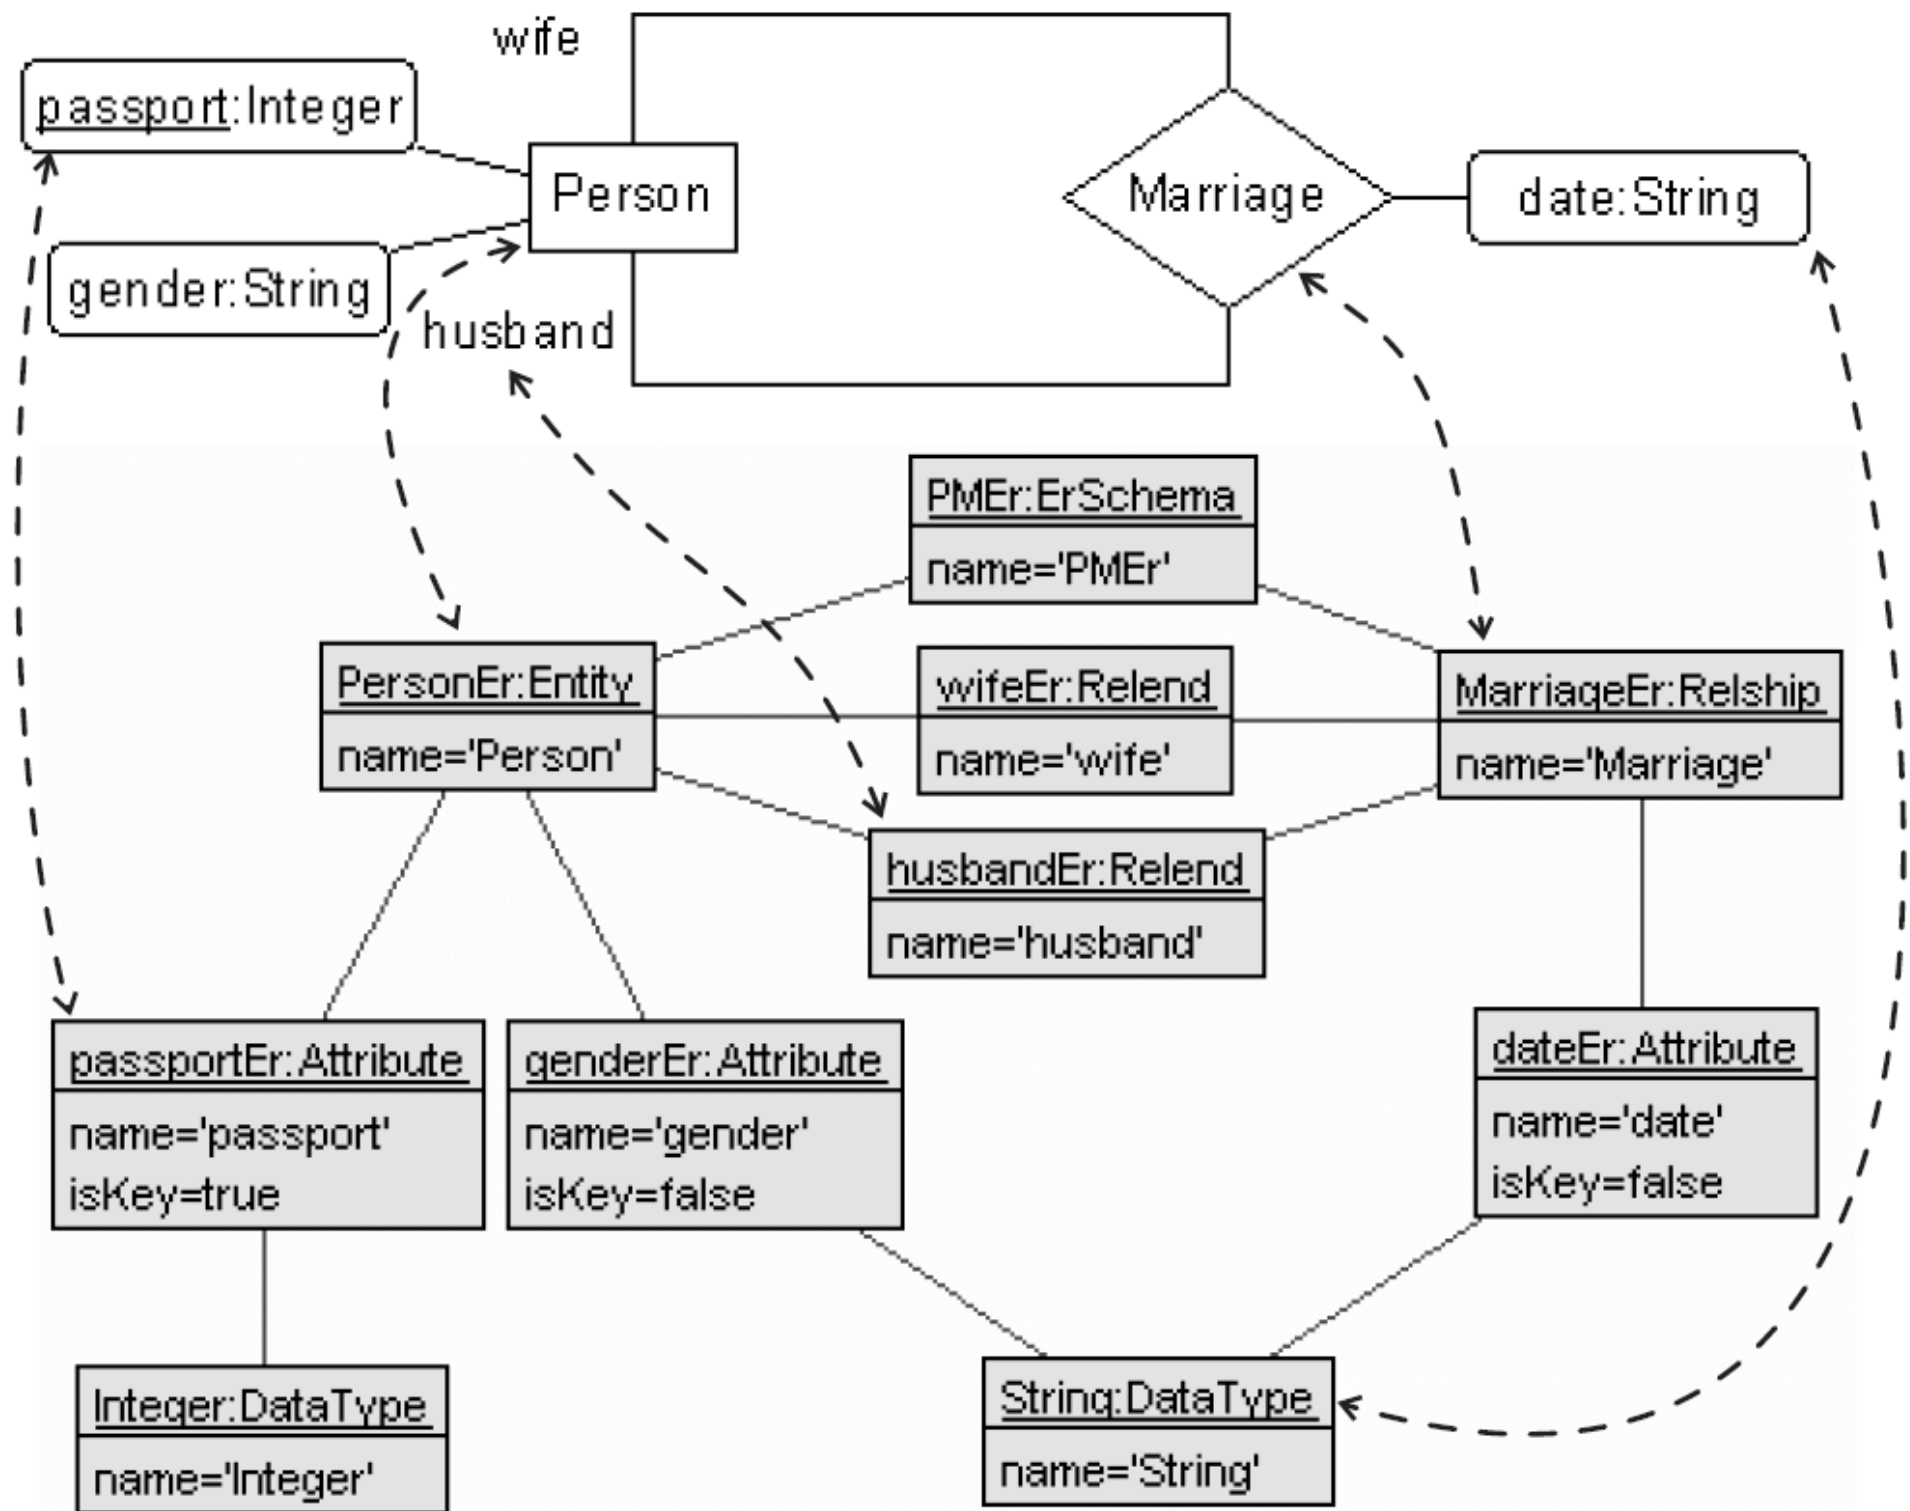 wife
passport:Integer
Person
Marriage
date:String
gender:String
husband
PMEr:ErSchema
name='PMEr'
PersonEr:Entity
name='Person'
wifeEr:Relend
name='wife'
MarriageEr:Relship
name='Marriage'
husbandEr:Relend
name='husband'
passportEr:Attribute
name='passport'
isKey=true
genderEr:Attribute
name='gender'
isKey=false
dateEr:Attribute
name='date'
isKey=false
Integer:DataType
name='Integer'
String:DataType
name='String'